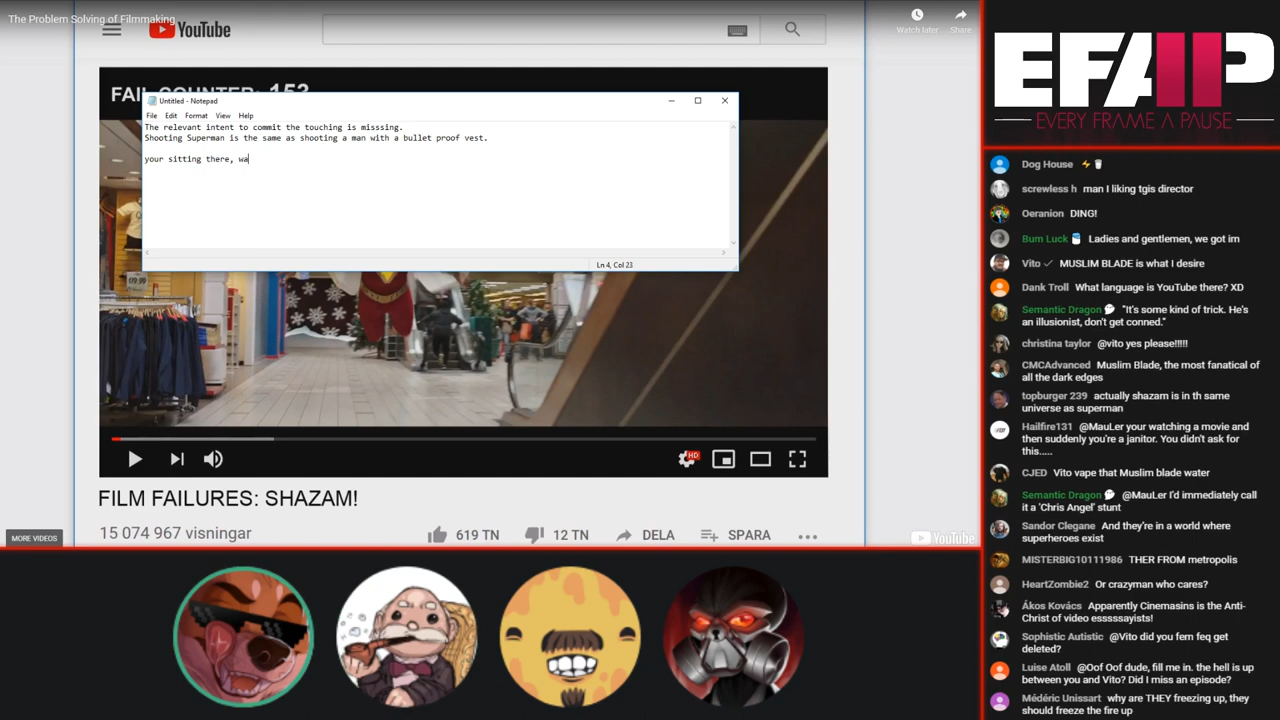 The Problem Solving of Filmmaking
YouTube
Watch later
Share
FAIL COUNTER: 153
Untitled - Notepad
File Edit Format View Help
The relevant intent to commit the touching is misssing.
Shooting Superman is the same as shooting a man with a bullet proof vest.
your sitting there, wa
Ln 4, Col 23
£19.99
HD
FILM FAILURES: SHAZAM!
15 074 967 visningar
619 TN
12 TN
DELA
SPARA
MORE VIDEOS
YouTube
EFAP
EVERY FRAME A PAUSE
Dog House
screwless h man I liking tgis director
Oeranion DING!
Bum Luck Ladies and gentlemen, we got im
Vito MUSLIM BLADE is what I desire
Dank Troll What language is YouTube there? XD
Semantic Dragon "It's some kind of trick. He's
an illusionist, don't get conned."
christina taylor @vito yes please!!!!!
CMCAdvanced Muslim Blade, the most fanatical of
all the dark edges
topburger 239 actually shazam is in th same
universe as superman
Hailfire131 @MauLer your watching a movie and
then suddenly you're a janitor. You didn't ask for
this.....
CJED Vito vape that Muslim blade water
Semantic Dragon @MauLer I'd immediately call
it a 'Chris Angel' stunt
Sandor Clegane And they're in a world where
superheroes exist
MISTERBIG10111986 THER FROM metropolis
HeartZombie2 Or crazyman who cares?
Ákos Kovács Apparently Cinemasins is the Anti-
Christ of video esssssayists!
Sophistic Autistic @Vito did you fem feq get
deleted?
Luise Atoll @Oof Oof dude, fill me in. the hell is up
between you and Vito? Did I miss an episode?
Médéric Unissart why are THEY freezing up, they
should freeze the fire up